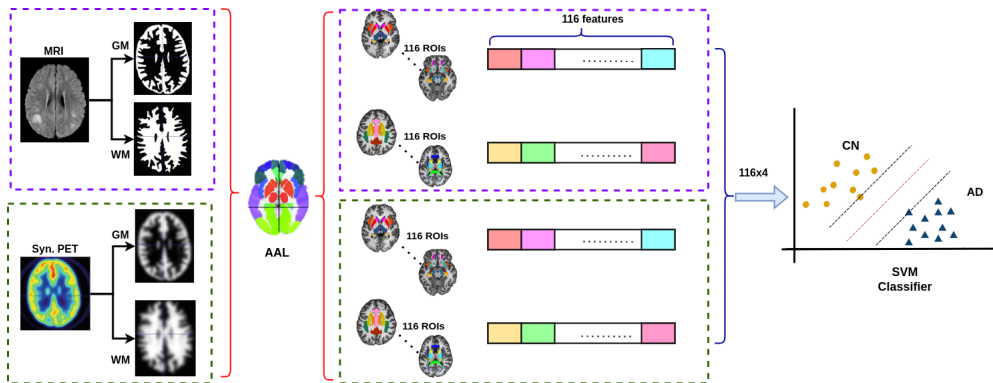 MRI
GM
WM
Syn. PET
GM
WM
AAL
116 features
116 ROIs
116 ROIs
116 ROIs
116 ROIs
116x4
CN
AD
SVM
Classifier